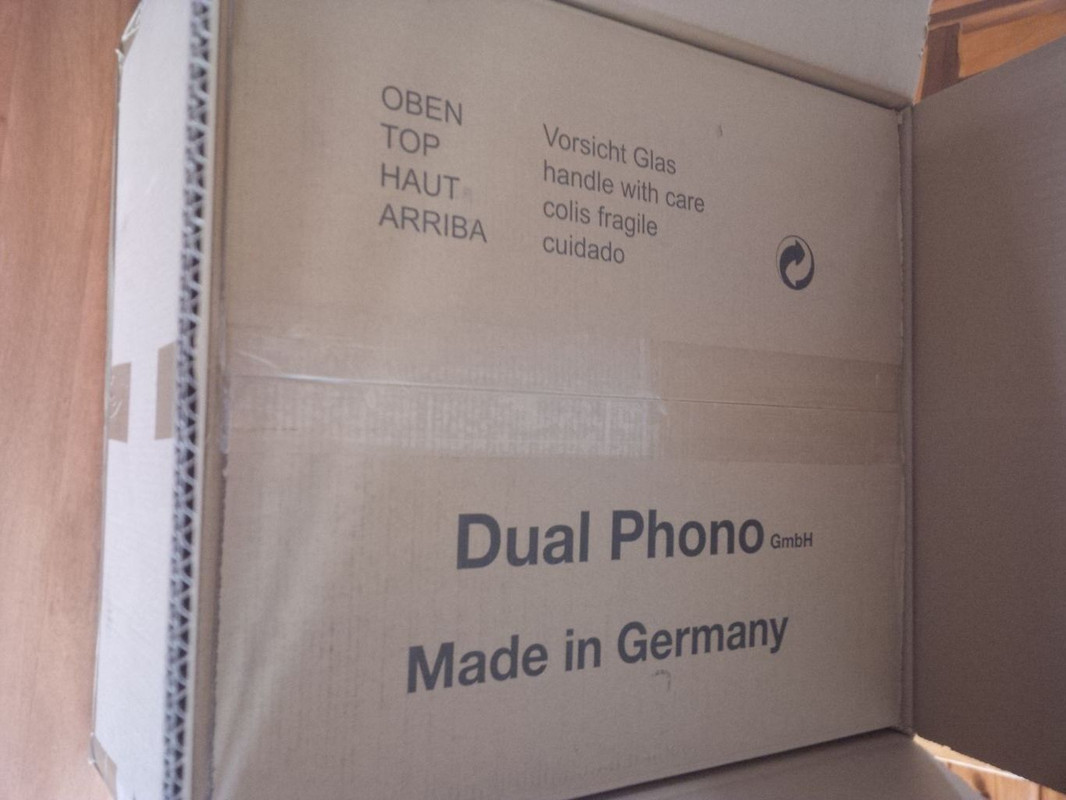 OBEN
TOP
HAUT
ARRIBA
Vorsicht Glas
handle with care
colis fragile
cuidado
Dual Phono GmbH
Made in Germany